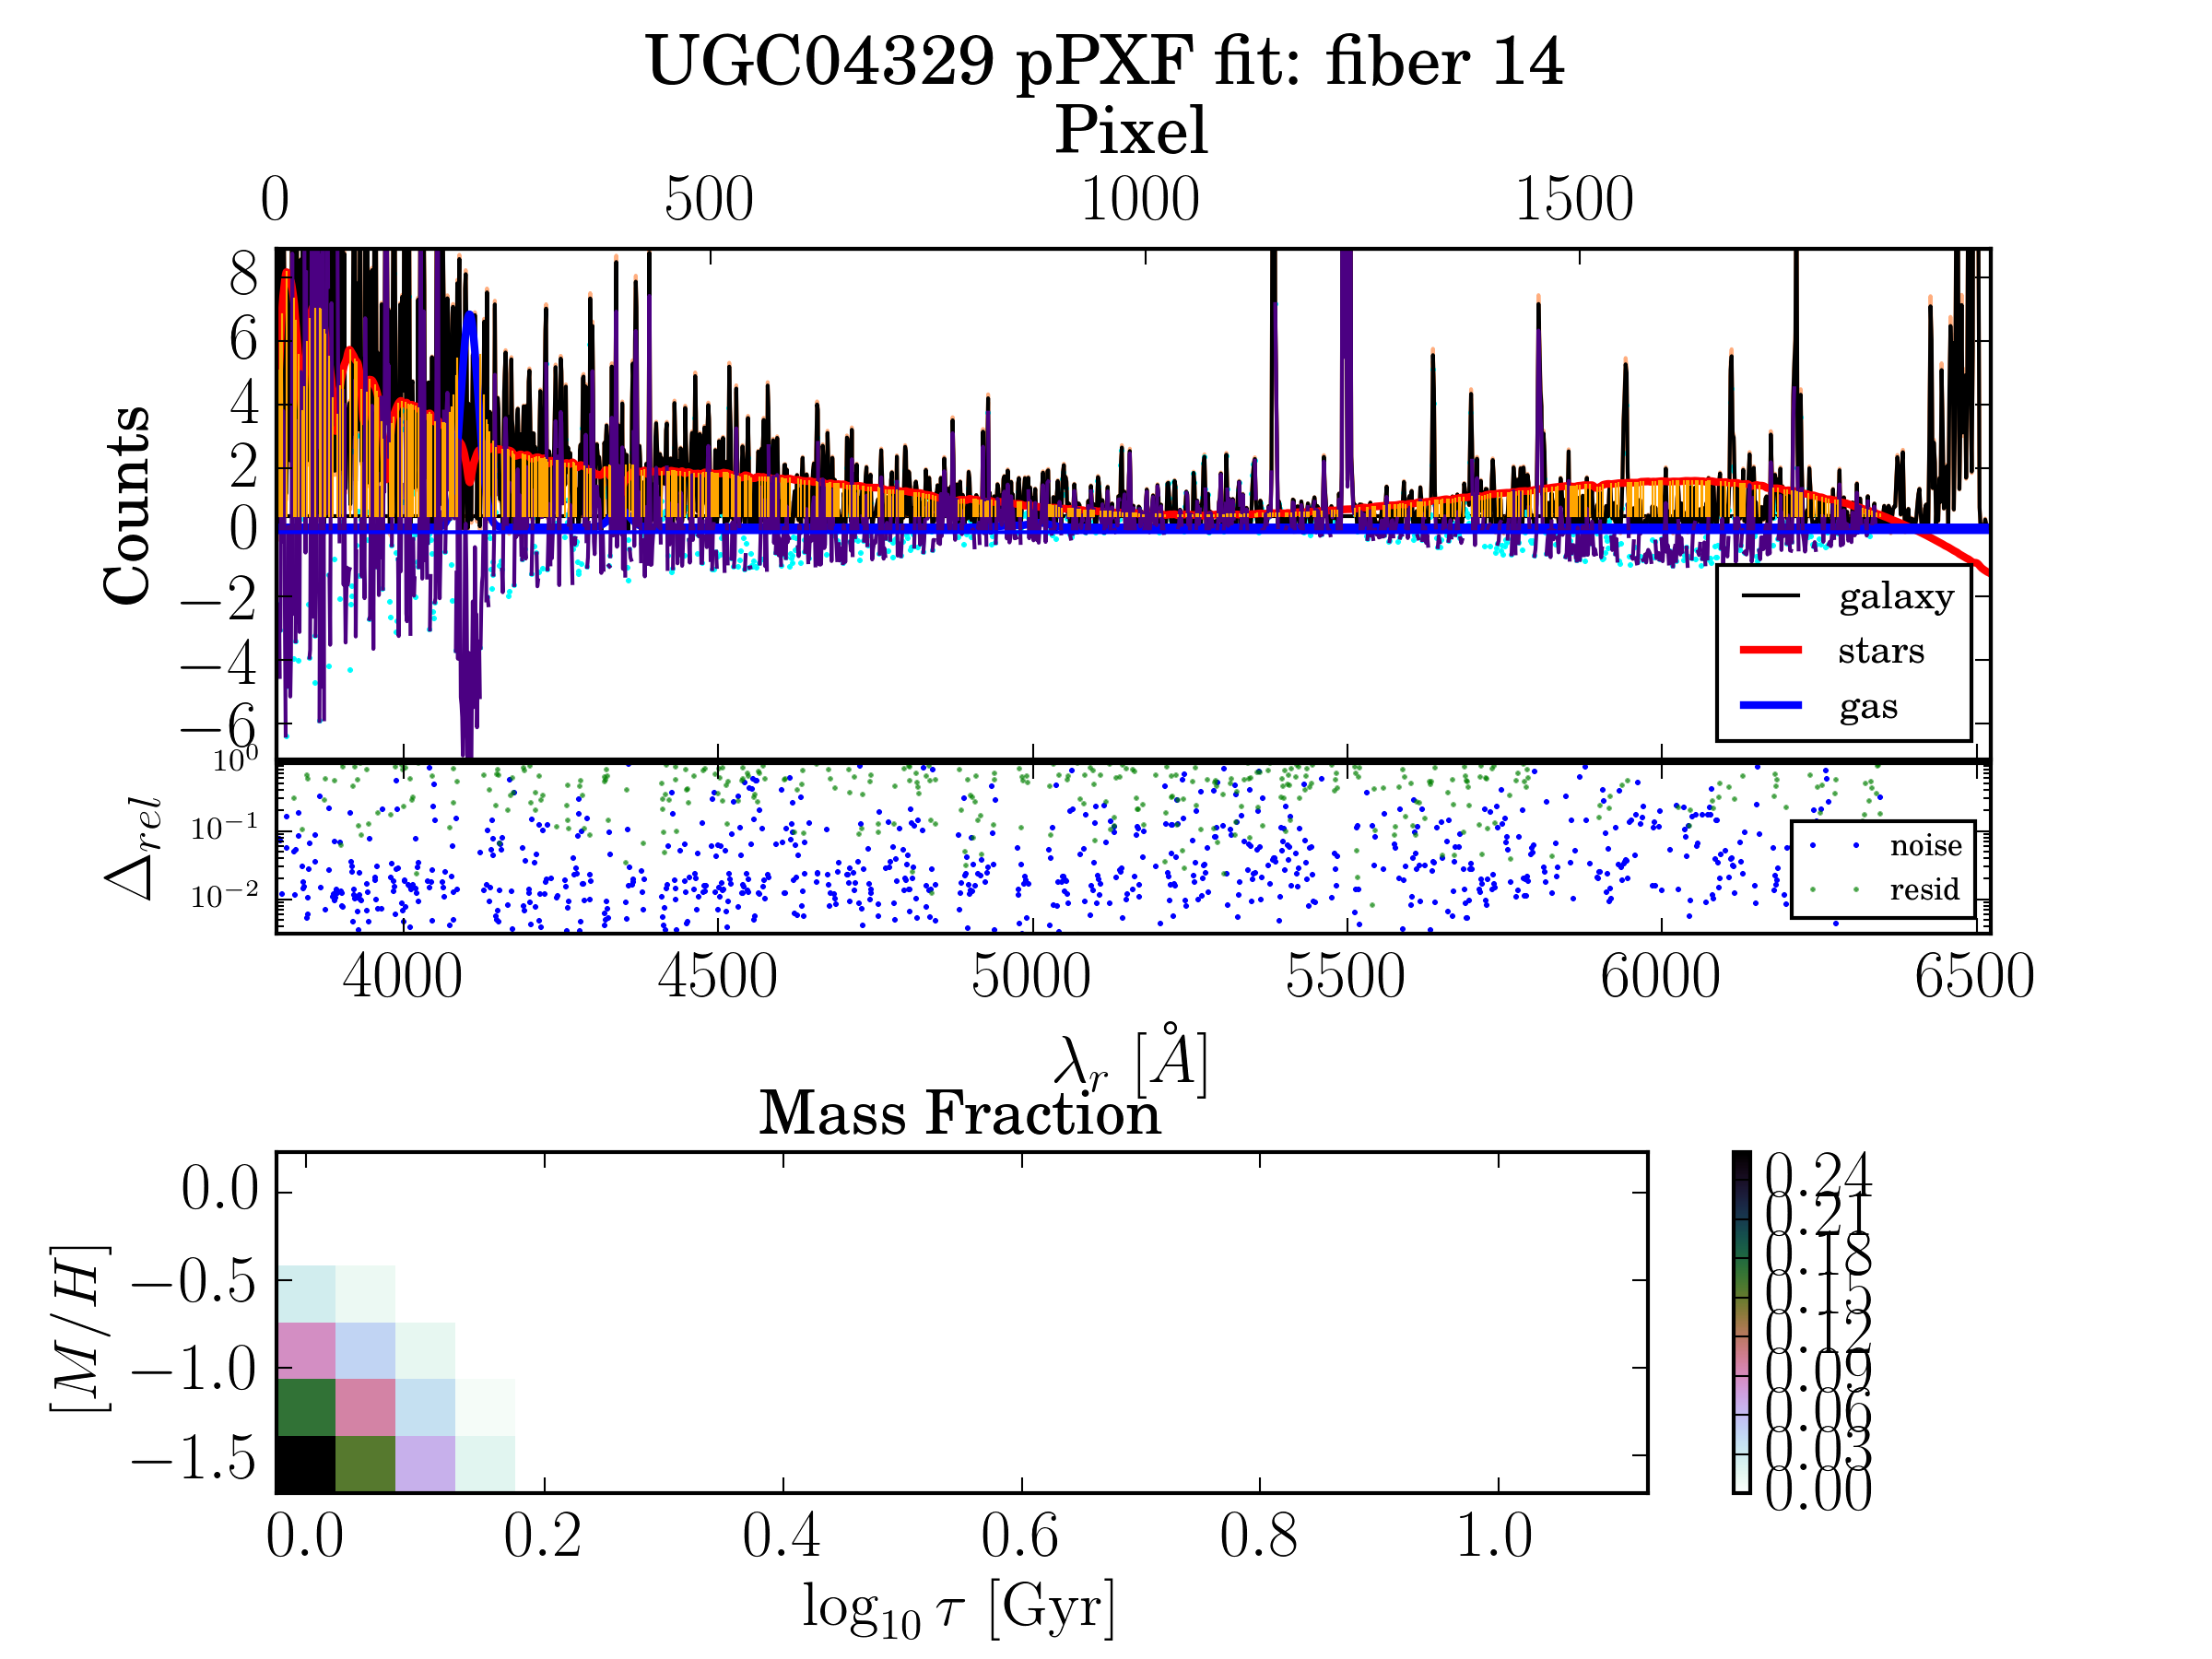 UGC04329 pPXF fit: fiber 14
Pixel
0 500 1000 1500
8
6
4
2
0
−2
−4
−6
Counts
galaxy
stars
gas
10⁰
10⁻¹
10⁻²
Δrel
noise
resid
4000 4500 5000 5500 6000 6500
λr [Å]
Mass Fraction
0.0
−0.5
−1.0
−1.5
[M/H]
0.0 0.2 0.4 0.6 0.8 1.0
log₁₀ τ [Gyr]
0.24
0.21
0.18
0.15
0.12
0.09
0.06
0.03
0.00